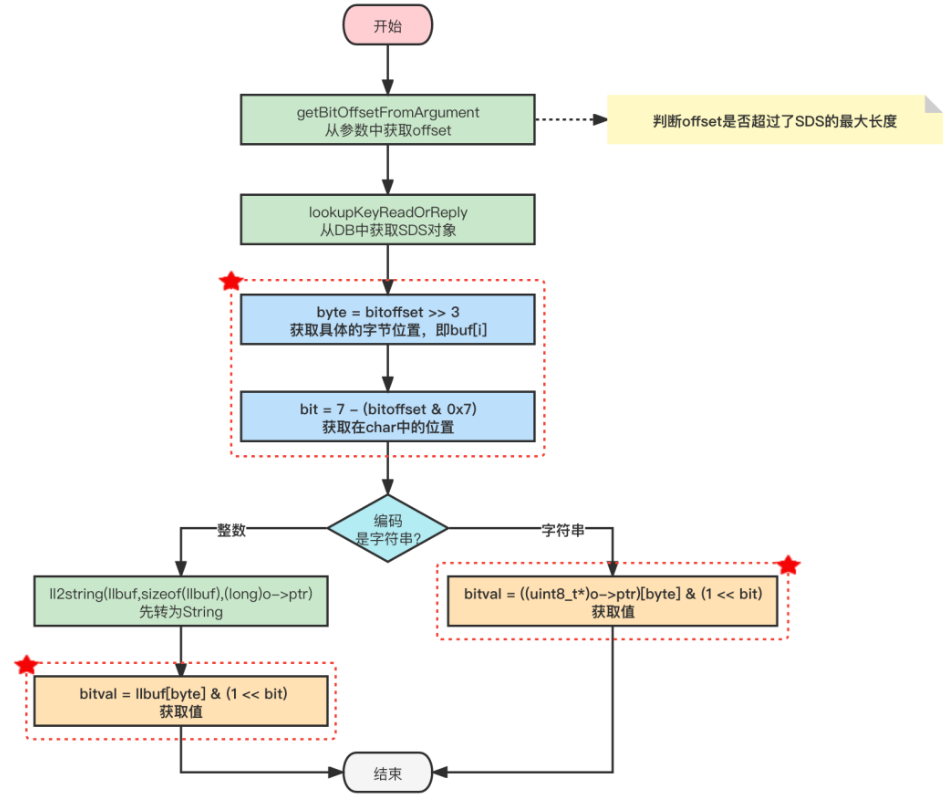 开始
getBitOffsetFromArgument
从参数中获取offset
判断offset是否超过了SDS的最大长度
lookupKeyReadOrReply
从DB中获取SDS对象
byte = bitoffset >> 3
获取具体的字节位置，即buf[i]
bit = 7 - (bitoffset & 0x7)
获取在char中的位置
编码
是字符串?
整数
字符串
ll2string(llbuf,sizeof(llbuf),(long)o->ptr)
先转为String
bitval = ((uint8_t*)o->ptr)[byte] & (1 << bit)
获取值
bitval = llbuf[byte] & (1 << bit)
获取值
结束